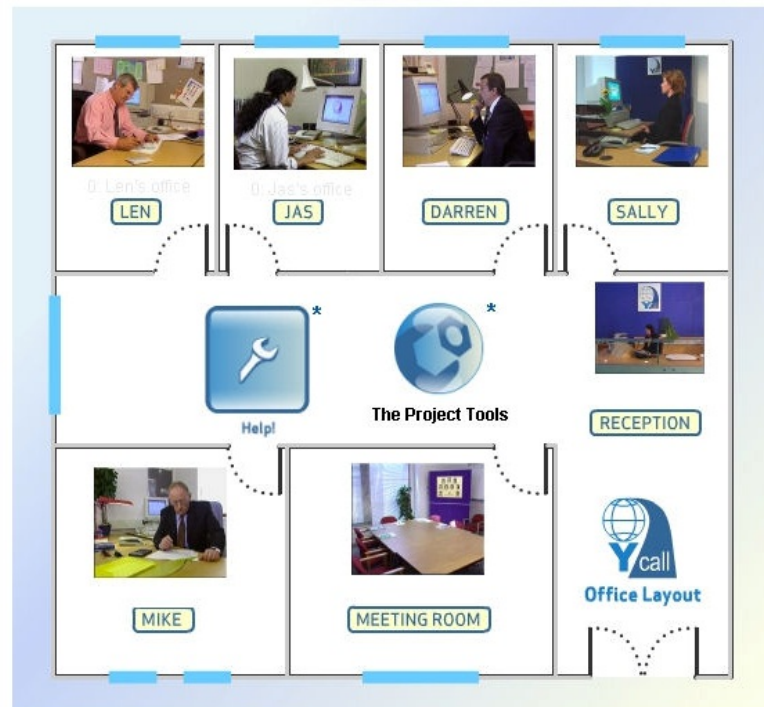 0: Len's office
0: Jas's office
LEN
JAS
DARREN
SALLY
*
*
Help!
The Project Tools
RECEPTION
Y call
Office Layout
MIKE
MEETING ROOM